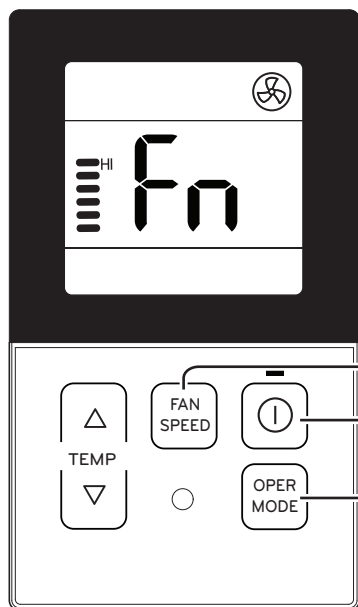 HI
Fn
FAN
SPEED
TEMP
OPER
MODE